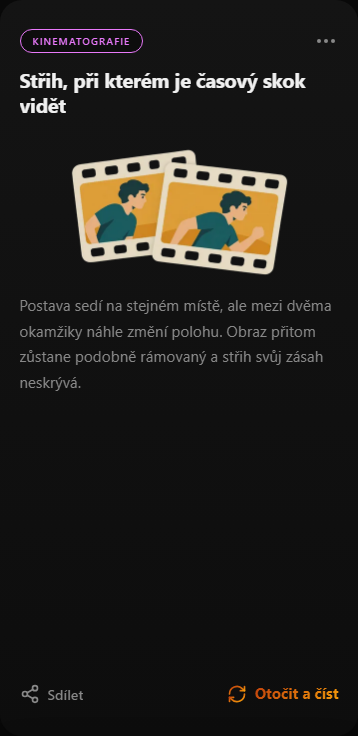 KINEMATOGRAFIE
Střih, při kterém je časový skok
vidět
Postava sedí na stejném místě, ale mezi dvěma
okamžiky náhle změní polohu. Obraz přitom
zůstane podobně rámovaný a střih svůj zásah
neskrývá.
Sdílet
Otočit a číst